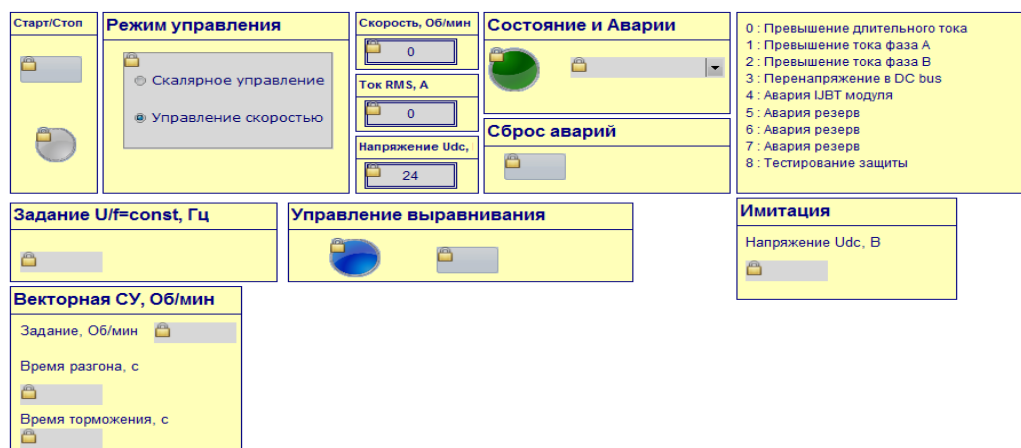 Старт/Стоп
Режим управления
Скалярное управление
Управление скоростью
Скорость, Об/мин
0
Ток RMS, А
0
Напряжение Udc,
24
Состояние и Аварии
Сброс аварий
0 : Превышение длительного тока
1 : Превышение тока фаза А
2 : Превышение тока фаза В
3 : Перенапряжение в DC bus
4 : Авария IJBT модуля
5 : Авария резерв
6 : Авария резерв
7 : Авария резерв
8 : Тестирование защиты
Задание U/f=const, Гц
Управление выравнивания
Имитация
Напряжение Udc, В
Векторная СУ, Об/мин
Задание, Об/мин
Время разгона, с
Время торможения, с